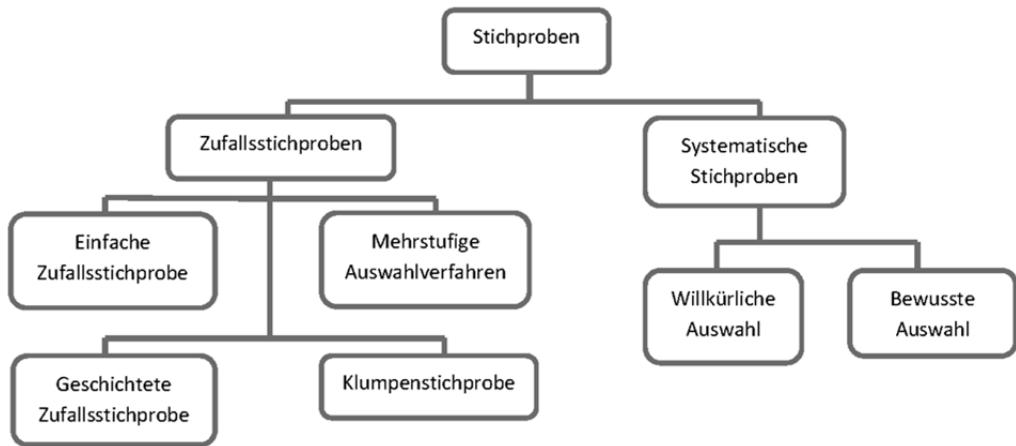 Stichproben
Zufallsstichproben
Systematische
Stichproben
Einfache
Zufallsstichprobe
Mehrstufige
Auswahlverfahren
Willkürliche
Auswahl
Bewusste
Auswahl
Geschichtete
Zufallsstichprobe
Klumpenstichprobe